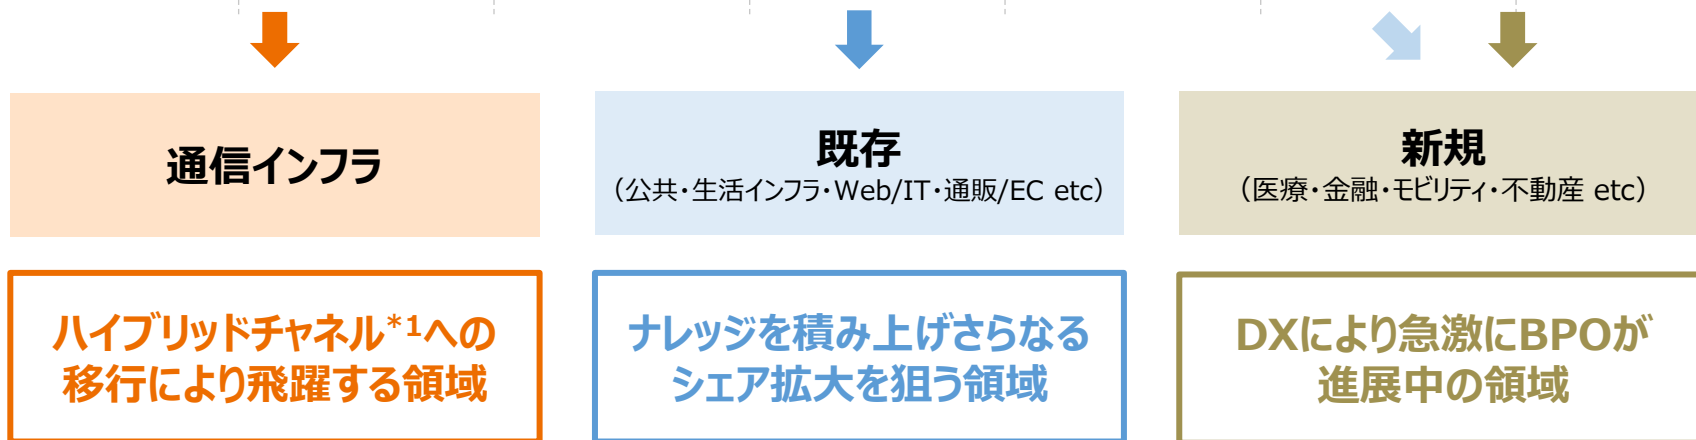 通信インフラ
既存
（公共・生活インフラ・Web/IT・通販/EC etc）
新規
（医療・金融・モビリティ・不動産 etc）
ハイブリッドチャネル*1への
移行により飛躍する領域
ナレッジを積み上げさらなる
シェア拡大を狙う領域
DXにより急激にBPOが
進展中の領域